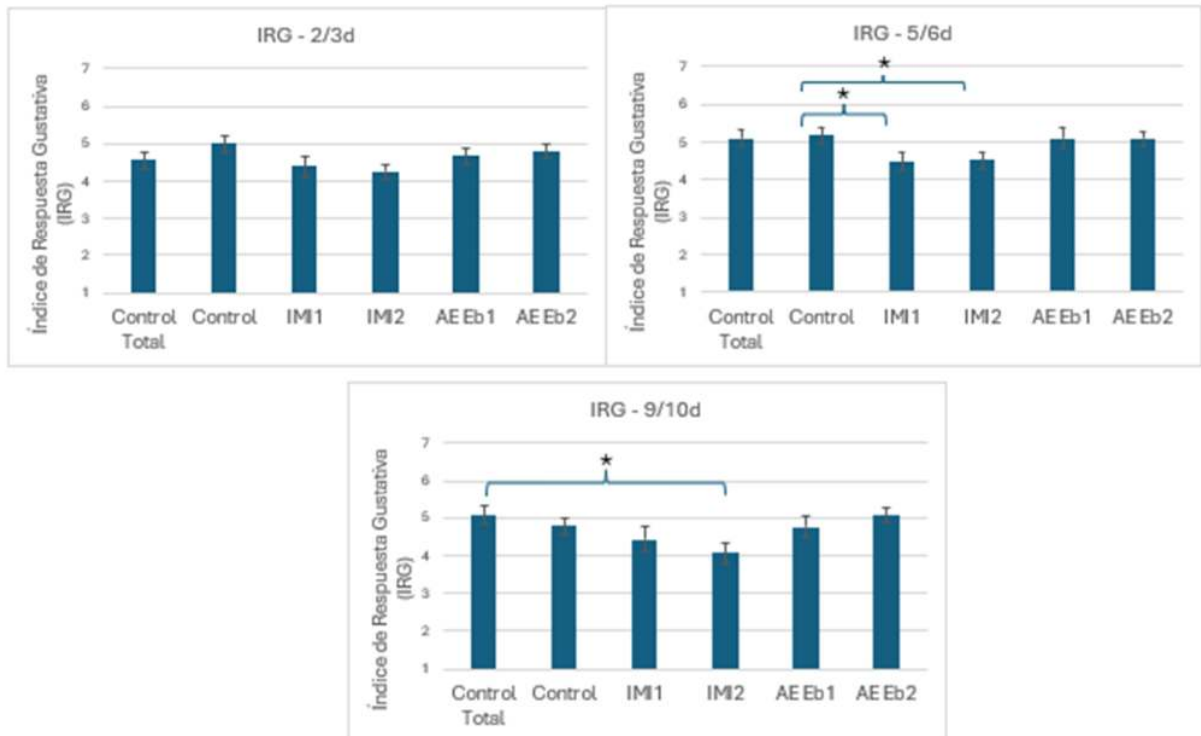 IRG - 2/3d
Índice de Respuesta Gustativa
(IRG)
7
6
5
4
3
2
1
Control Control IMI1 IMI2 AE Eb1 AE Eb2
Total
IRG - 5/6d
Índice de Respuesta Gustativa
(IRG)
7
6
5
4
3
2
1
*
*
Control Control IMI1 IMI2 AE Eb1 AE Eb2
Total
IRG - 9/10d
Índice de Respuesta Gustativa
(IRG)
7
6
5
4
3
2
1
*
Control Control IMI1 IMI2 AE Eb1 AE Eb2
Total